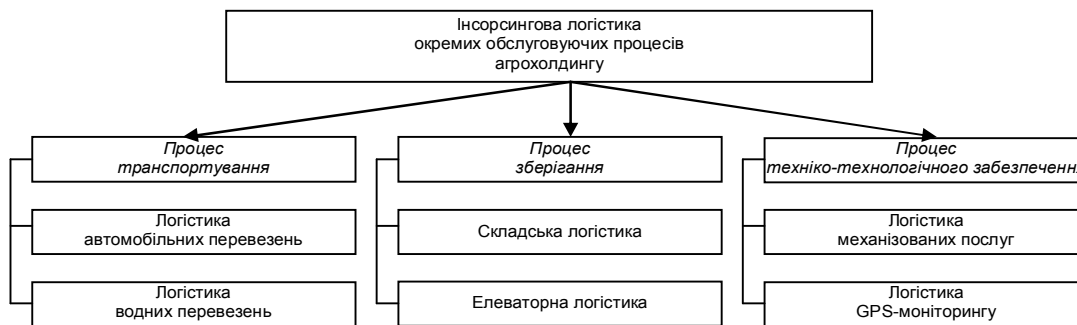 Інсорсингова логістика
окремих обслуговуючих процесів
агрохолдингу
Процес
транспортування
Процес
зберігання
Процес
техніко-технологічного забезпечення
Логістика
автомобільних перевезень
Складська логістика
Логістика
механізованих послуг
Логістика
водних перевезень
Елеваторна логістика
Логістика
GPS-моніторингу